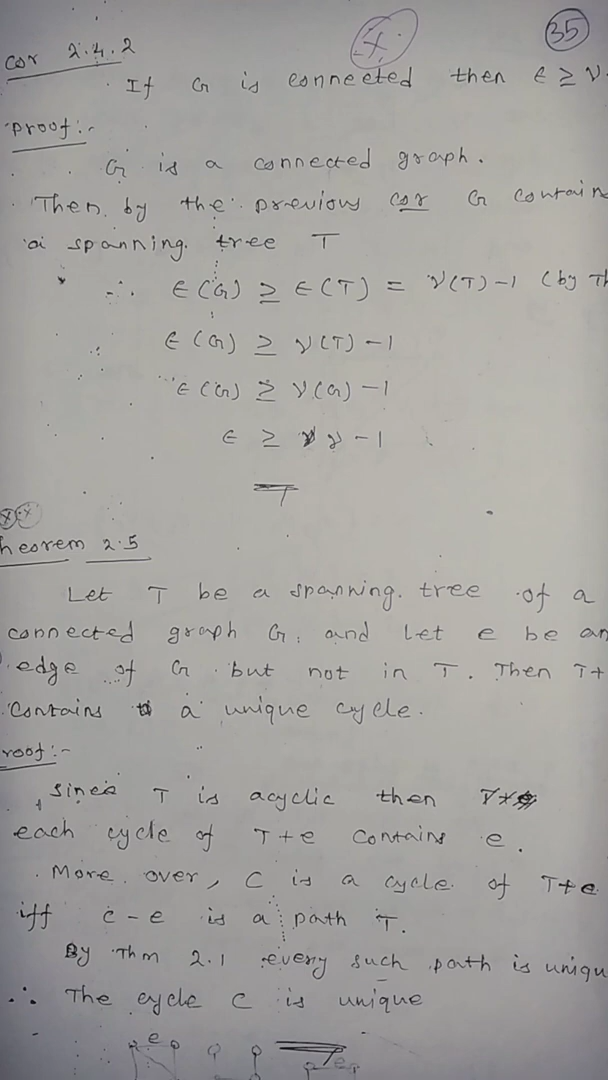 35
cor 2.4.2
If G is connected then ε ≥ ν-
proof:-
G is a connected graph.
Then by the previous cor G contain
a spanning tree T
∴ ε(G) ≥ ε(T) = ν(T)-1 (by Th
ε(G) ≥ ν(T)-1
ε(G) ≥ ν(G)-1
ε ≥ ν-1
heorem 2.5
Let T be a spanning tree of a
connected graph G and let e be an
edge of G but not in T. Then T+
contains a unique cycle.
roof:-
Since T is acyclic then
each cycle of T+e contains e.
More over, C is a cycle of T+e
iff C-e is a path T.
By Thm 2.1 every such path is uniqu
∴ The cycle C is unique
e e